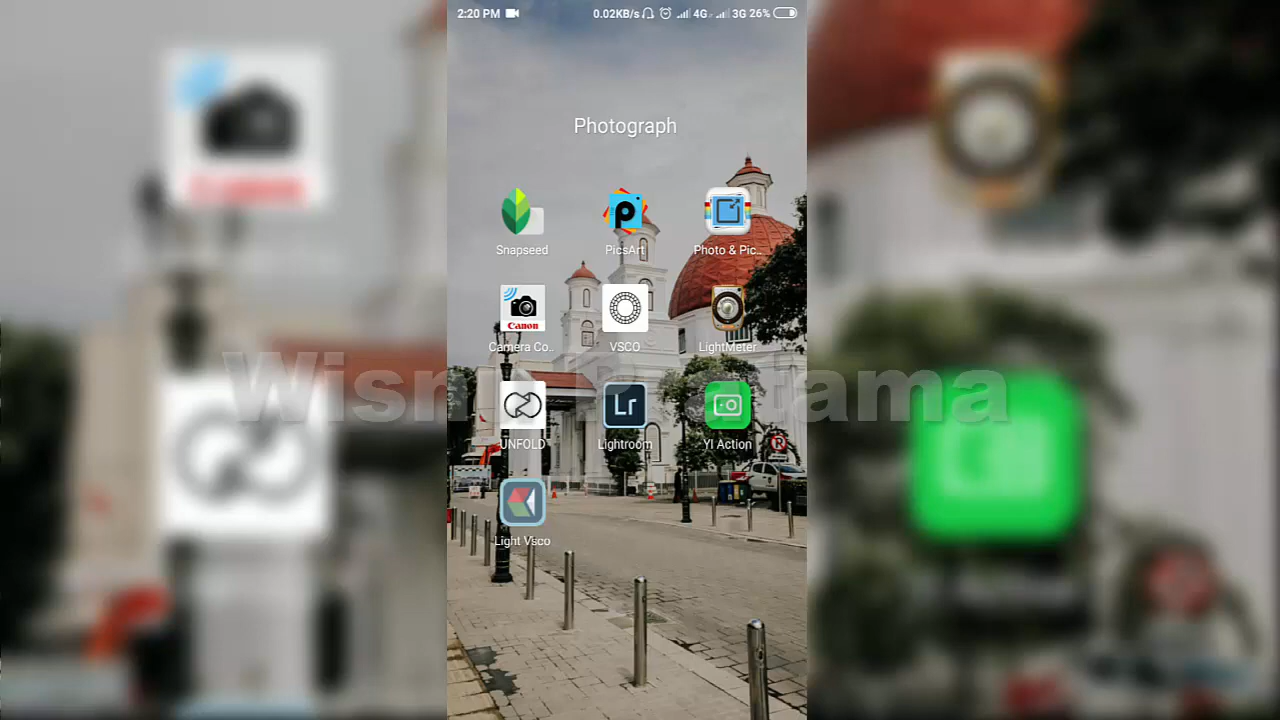 2:20 PM 0.02KB/s 4G 3G 26%
Photograph
Snapseed PicsArt Photo & Pic..
Canon
Camera Co.. VSCO LightMeter
Lr
UNFOLD Lightroom YI Action
Light Vsco